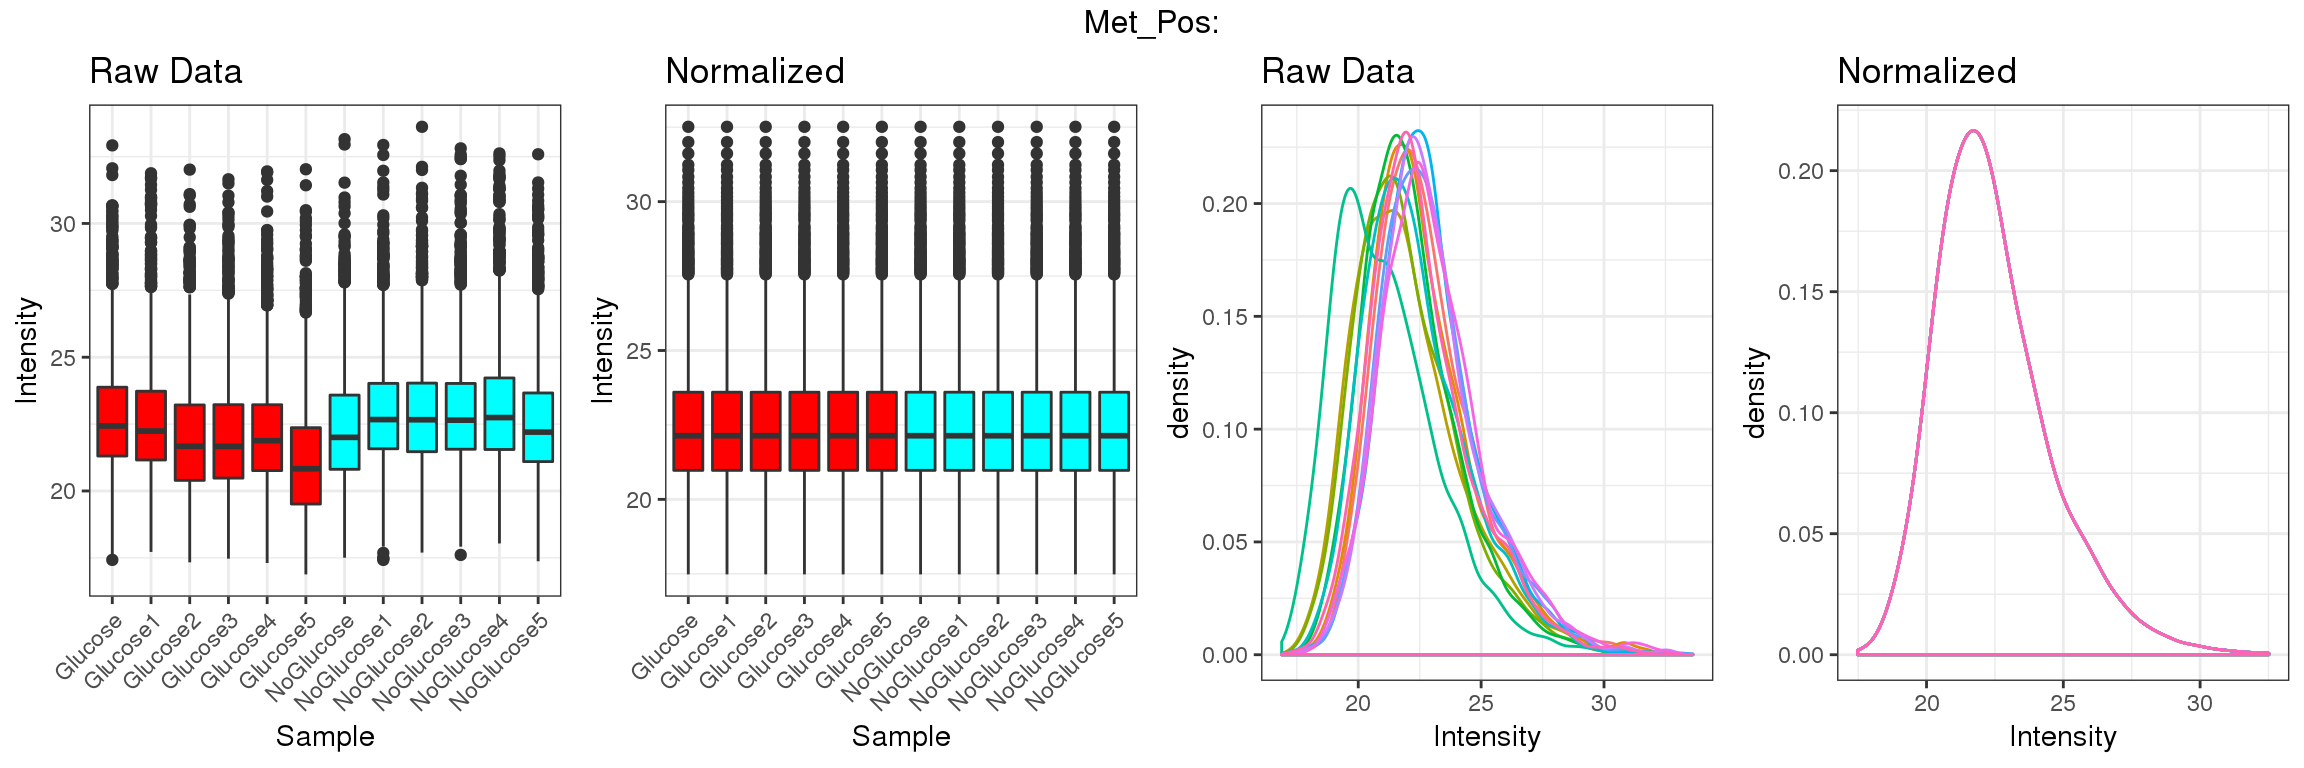 Met_Pos:
Raw Data
Intensity
30
25
20
Glucose
Glucose1
Glucose2
Glucose3
Glucose4
Glucose5
NoGlucose
NoGlucose1
NoGlucose2
NoGlucose3
NoGlucose4
NoGlucose5
Sample
Normalized
Intensity
30
25
20
Glucose
Glucose1
Glucose2
Glucose3
Glucose4
Glucose5
NoGlucose
NoGlucose1
NoGlucose2
NoGlucose3
NoGlucose4
NoGlucose5
Sample
Raw Data
density
0.20
0.15
0.10
0.05
0.00
20 25 30
Intensity
Normalized
density
0.20
0.15
0.10
0.05
0.00
20 25 30
Intensity